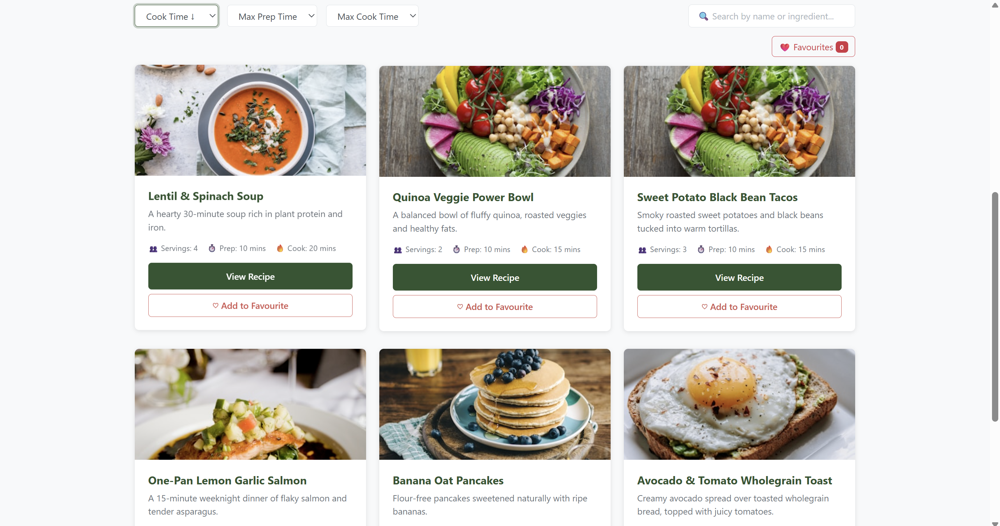 Cook Time ↓
Max Prep Time
Max Cook Time
🔍 Search by name or ingredient...
❤️ Favourites 0
Lentil & Spinach Soup
A hearty 30-minute soup rich in plant protein and
iron.
👥 Servings: 4 ⏱️ Prep: 10 mins 🔥 Cook: 20 mins
View Recipe
♡ Add to Favourite
Quinoa Veggie Power Bowl
A balanced bowl of fluffy quinoa, roasted veggies
and healthy fats.
👥 Servings: 2 ⏱️ Prep: 10 mins 🔥 Cook: 15 mins
View Recipe
♡ Add to Favourite
Sweet Potato Black Bean Tacos
Smoky roasted sweet potatoes and black beans
tucked into warm tortillas.
👥 Servings: 3 ⏱️ Prep: 10 mins 🔥 Cook: 15 mins
View Recipe
♡ Add to Favourite
One-Pan Lemon Garlic Salmon
A 15-minute weeknight dinner of flaky salmon and
tender asparagus.
Banana Oat Pancakes
Flour-free pancakes sweetened naturally with ripe
bananas.
Avocado & Tomato Wholegrain Toast
Creamy avocado spread over toasted wholegrain
bread, topped with juicy tomatoes.